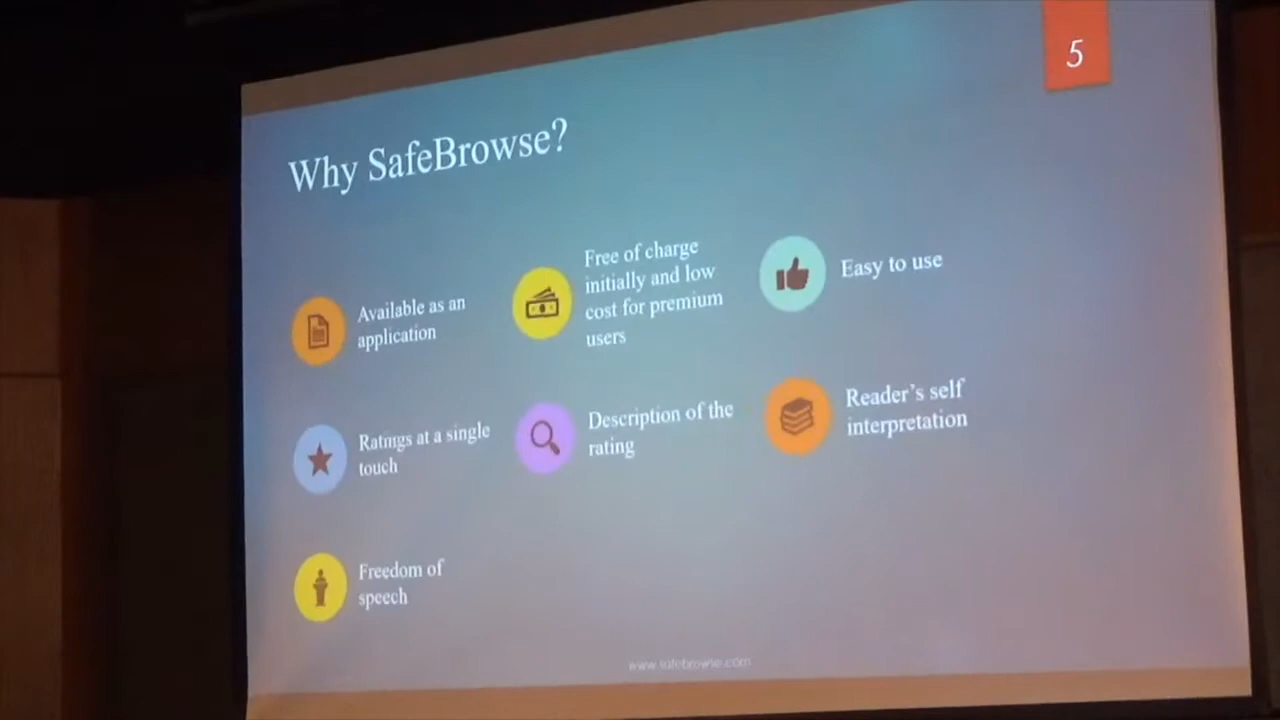 5
Why SafeBrowse?
Available as an
application
Free of charge
initially and low
cost for premium
users
Easy to use
Ratings at a single
touch
Description of the
rating
Reader's self
interpretation
Freedom of
speech
www.safebrowse.com